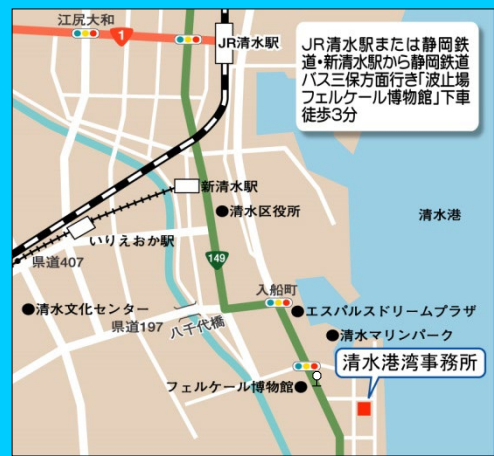 江尻大和
1
JR清水駅
JR清水駅または静岡鉄
道・新清水駅から静岡鉄道
バス三保方面行き「波止場
フェルケール博物館」下車
徒歩3分
新清水駅
清水区役所
清水港
いりえおか駅
県道407
149
入船町
清水文化センター
エスパルスドリームプラザ
県道197
八千代橋
清水マリンパーク
清水港湾事務所
フェルケール博物館